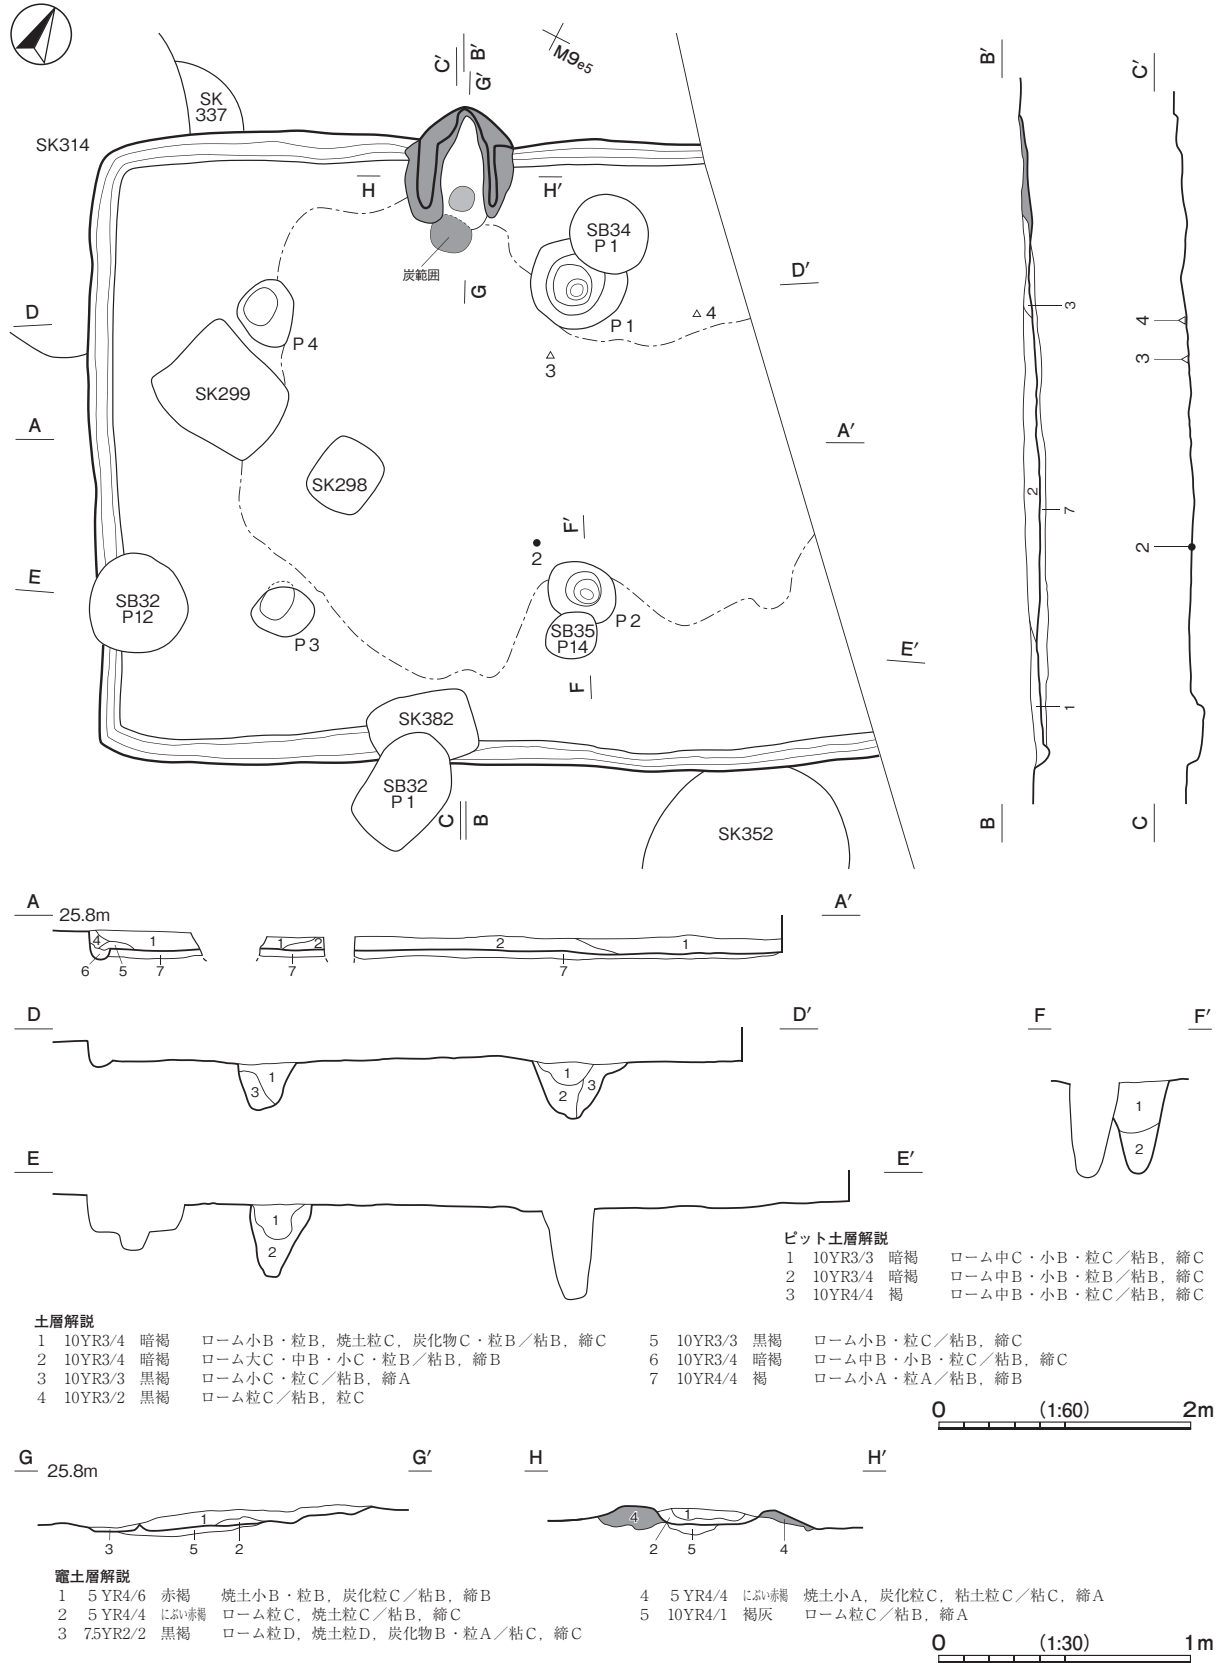 C′ B′
G′
M9e5
SK
337
SK314
H H′
SB34
P1
炭範囲
G
D D′
P1
4
3
P4
SK299
A A′
SK298
F′
2
E
SB32
P12
P3
P2
SB35
P14
F
E′
SK382
SB32
P1
C B
SK352
B′
3
2
7
1
B
C′
4
3
2
C
A 25.8m A′
4 1 1 2 2 1
6 5 7 7 7
D D′
1 3 1 2 3
F F′
1
2
E E′
1
2
ピット土層解説
1 10YR3/3 暗褐 ローム中C・小B・粒C／粘B，締C
2 10YR3/4 暗褐 ローム中B・小B・粒B／粘B，締C
3 10YR4/4 褐 ローム中B・小B・粒C／粘B，締C
土層解説
1 10YR3/4 暗褐 ローム小B・粒B，焼土粒C，炭化物C・粒B／粘B，締C
2 10YR3/4 暗褐 ローム大C・中B・小C・粒B／粘B，締B
3 10YR3/3 黒褐 ローム小C・粒C／粘B，締A
4 10YR3/2 黒褐 ローム粒C／粘B，粒C
5 10YR3/3 黒褐 ローム小B・粒C／粘B，締C
6 10YR3/4 暗褐 ローム中B・小B・粒C／粘B，締C
7 10YR4/4 褐 ローム小A・粒A／粘B，締B
0 (1:60) 2m
G 25.8m G′
1
3 5 2
H H′
4 1
2 5 4
竈土層解説
1 5YR4/6 赤褐 焼土小B・粒B，炭化粒C／粘B，締B
2 5YR4/4 にぶい赤褐 ローム粒C，焼土粒C／粘B，締C
3 7.5YR2/2 黒褐 ローム粒D，焼土粒D，炭化物B・粒A／粘C，締C
4 5YR4/4 にぶい赤褐 焼土小A，炭化粒C，粘土粒C／粘C，締A
5 10YR4/1 褐灰 ローム粒C／粘B，締A
0 (1:30) 1m